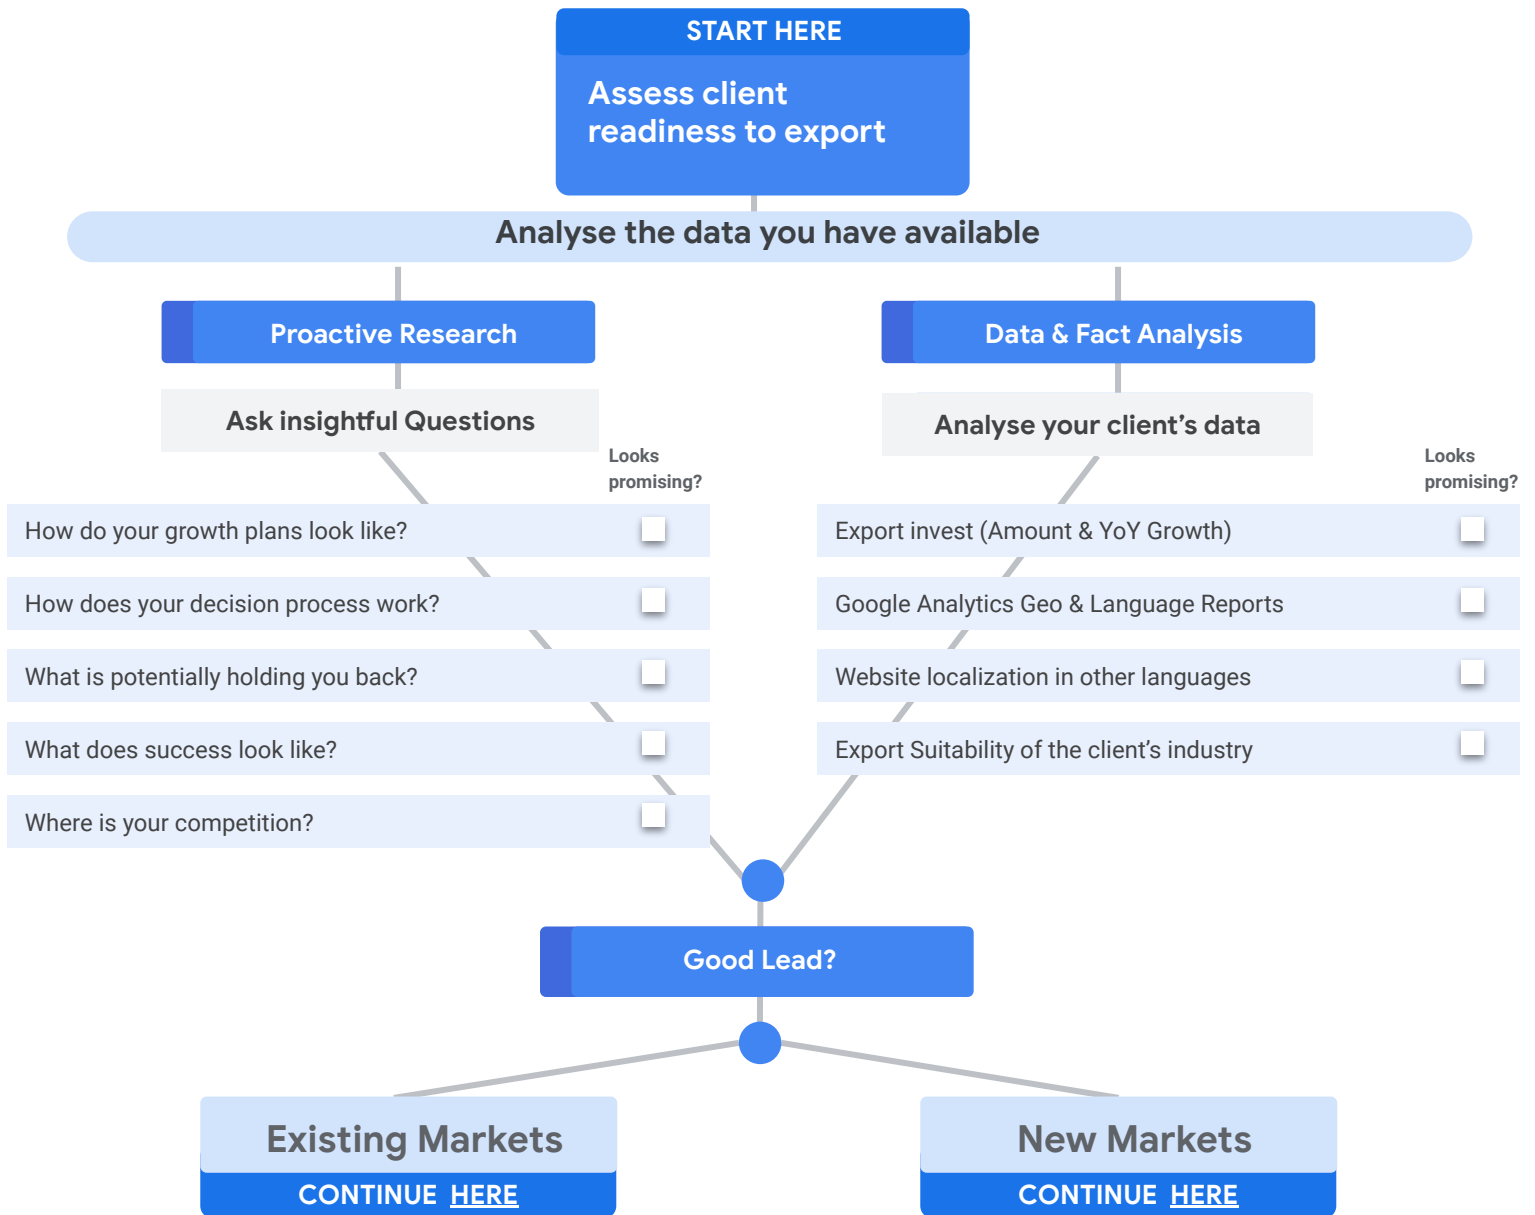 START HERE
Assess client
readiness to export
Analyse the data you have available
Proactive Research
Ask insightful Questions
Looks
promising?
How do your growth plans look like?
How does your decision process work?
What is potentially holding you back?
What does success look like?
Where is your competition?
Data & Fact Analysis
Analyse your client's data
Looks
promising?
Export invest (Amount & YoY Growth)
Google Analytics Geo & Language Reports
Website localization in other languages
Export Suitability of the client's industry
Good Lead?
Existing Markets
CONTINUE HERE
New Markets
CONTINUE HERE